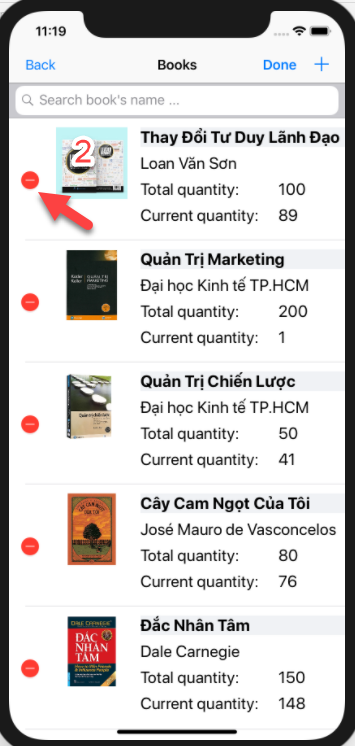 11:19
Back
Books
Done
Search book's name ...
2
Thay Đổi Tư Duy Lãnh Đạo
Loan Văn Sơn
Total quantity: 100
Current quantity: 89
Quản Trị Marketing
Đại học Kinh tế TP.HCM
Total quantity: 200
Current quantity: 1
Quản Trị Chiến Lược
Đại học Kinh tế TP.HCM
Total quantity: 50
Current quantity: 41
CÂY CAM NGỌT
Cây Cam Ngọt Của Tôi
José Mauro de Vasconcelos
Total quantity: 80
Current quantity: 76
DALE CARNEGIE
ĐẮC
NHÂN
TÂM
Đắc Nhân Tâm
Dale Carnegie
Total quantity: 150
Current quantity: 148